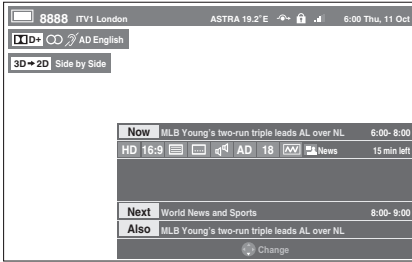 8888 ITV1 London ASTRA 19.2°E 6:00 Thu, 11 Oct
D+ AD English
3D→2D Side by Side
Now MLB Young's two-run triple leads AL over NL 6:00- 8:00
HD 16:9 AD 18 News 15 min left
Next World News and Sports 8:00- 9:00
Also MLB Young's two-run triple leads AL over NL
Change